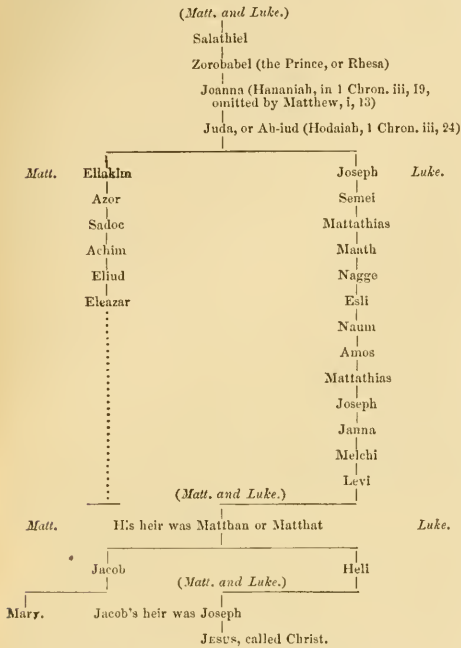 (Matt. and Luke.)
Salathiel
Zorobabel (the Prince, or Rhesa)
Joanna (Hananiah, in 1 Chron. iii, 19,
omitted by Matthew, i, 13)
Juda, or Ab-iud (Hodaiah, 1 Chron. iii, 24)
Matt. Eliakim Joseph Luke.
Azor Semei
Sadoc Mattathias
Achim Maath
Eliud Nagge
Eleazar Esli
Naum
Amos
Mattathias
Joseph
Janna
Melchi
Levi
(Matt. and Luke.)
Matt. His heir was Matthan or Matthat Luke.
Jacob Heli
(Matt. and Luke.)
Mary. Jacob's heir was Joseph
JESUS, called Christ.